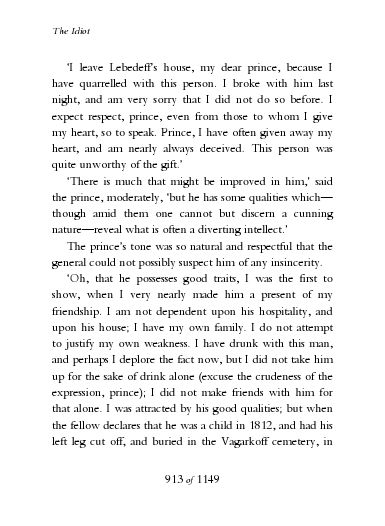 The Idiot
‘I leave Lebedeff’s house, my dear prince, because I
have quarrelled with this person. I broke with him last
night, and am very sorry that I did not do so before. I
expect respect, prince, even from those to whom I give
my heart, so to speak. Prince, I have often given away my
heart, and am nearly always deceived. This person was
quite unworthy of the gift.’
‘There is much that might be improved in him,’ said
the prince, moderately, ‘but he has some qualities which—
though amid them one cannot but discern a cunning
nature—reveal what is often a diverting intellect.’
The prince’s tone was so natural and respectful that the
general could not possibly suspect him of any insincerity.
‘Oh, that he possesses good traits, I was the first to
show, when I very nearly made him a present of my
friendship. I am not dependent upon his hospitality, and
upon his house; I have my own family. I do not attempt
to justify my own weakness. I have drunk with this man,
and perhaps I deplore the fact now, but I did not take him
up for the sake of drink alone (excuse the crudeness of the
expression, prince); I did not make friends with him for
that alone. I was attracted by his good qualities; but when
the fellow declares that he was a child in 1812, and had his
left leg cut off, and buried in the Vagarkoff cemetery, in
913 of 1149